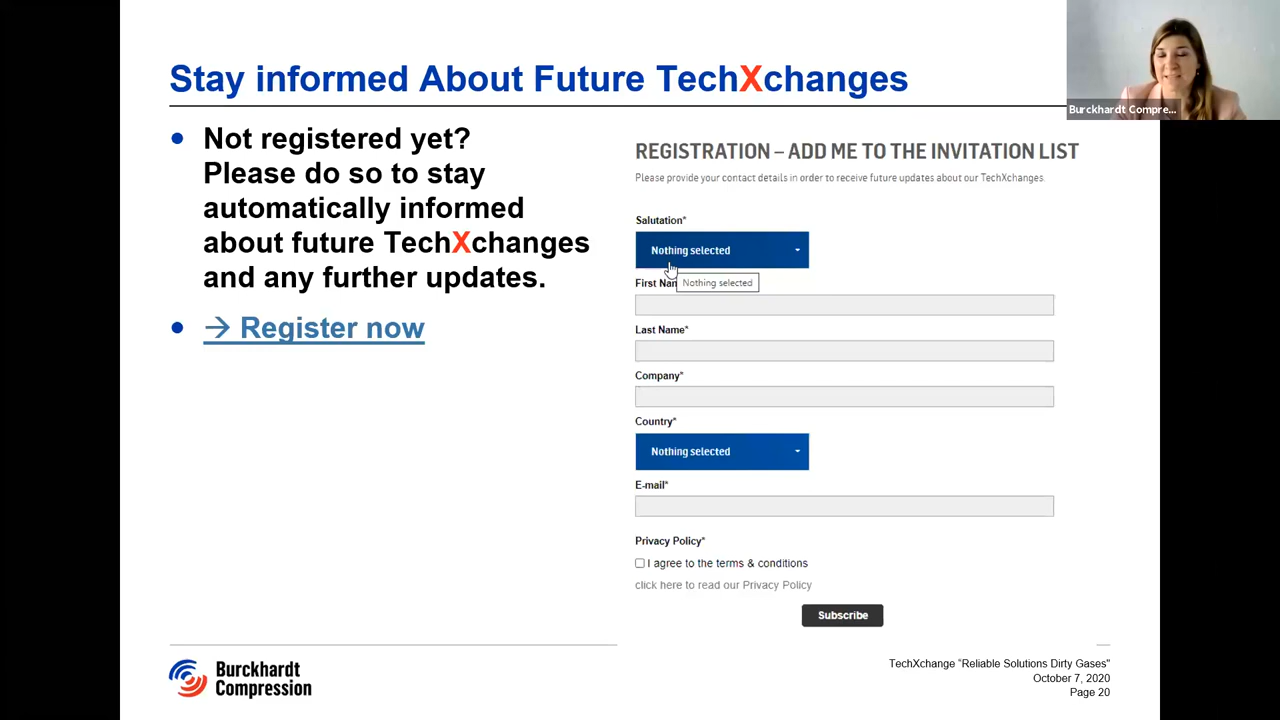 Stay informed About Future TechXchanges
Burckhardt Compre...
Not registered yet?
Please do so to stay
automatically informed
about future TechXchanges
and any further updates.
→ Register now
REGISTRATION – ADD ME TO THE INVITATION LIST
Please provide your contact details in order to receive future updates about our TechXchanges.
Salutation*
Nothing selected
Nothing selected
First Nam
Last Name*
Company*
Country*
Nothing selected
E-mail*
Privacy Policy*
I agree to the terms & conditions
click here to read our Privacy Policy
Subscribe
Burckhardt
Compression
TechXchange "Reliable Solutions Dirty Gases"
October 7, 2020
Page 20